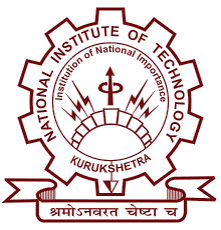 NATIONAL INSTITUTE OF TECHNOLOGY
Institution of National Importance
KURUKSHETRA
श्रमोऽनवरत चेष्टा च